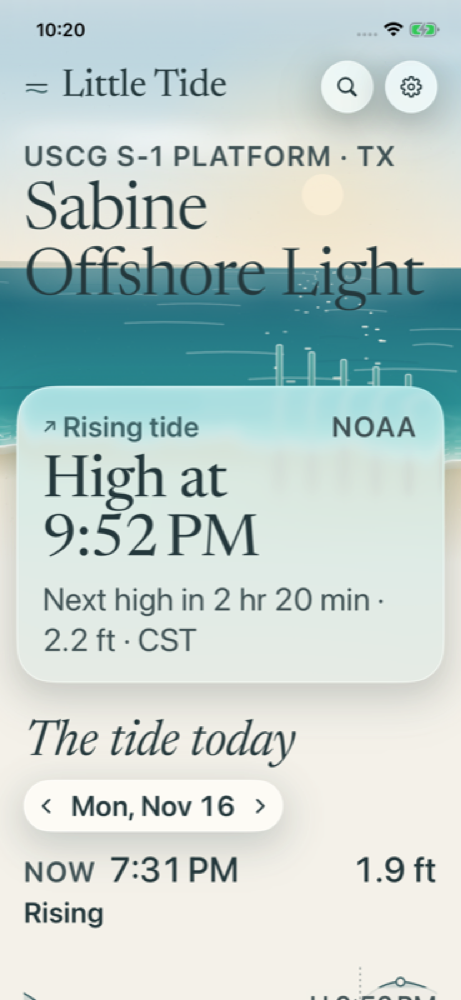 10:20
Little Tide
USCG S-1 PLATFORM · TX
Sabine
Offshore Light
↗ Rising tide NOAA
High at
9:52 PM
Next high in 2 hr 20 min ·
2.2 ft · CST
The tide today
< Mon, Nov 16 >
NOW 7:31 PM 1.9 ft
Rising